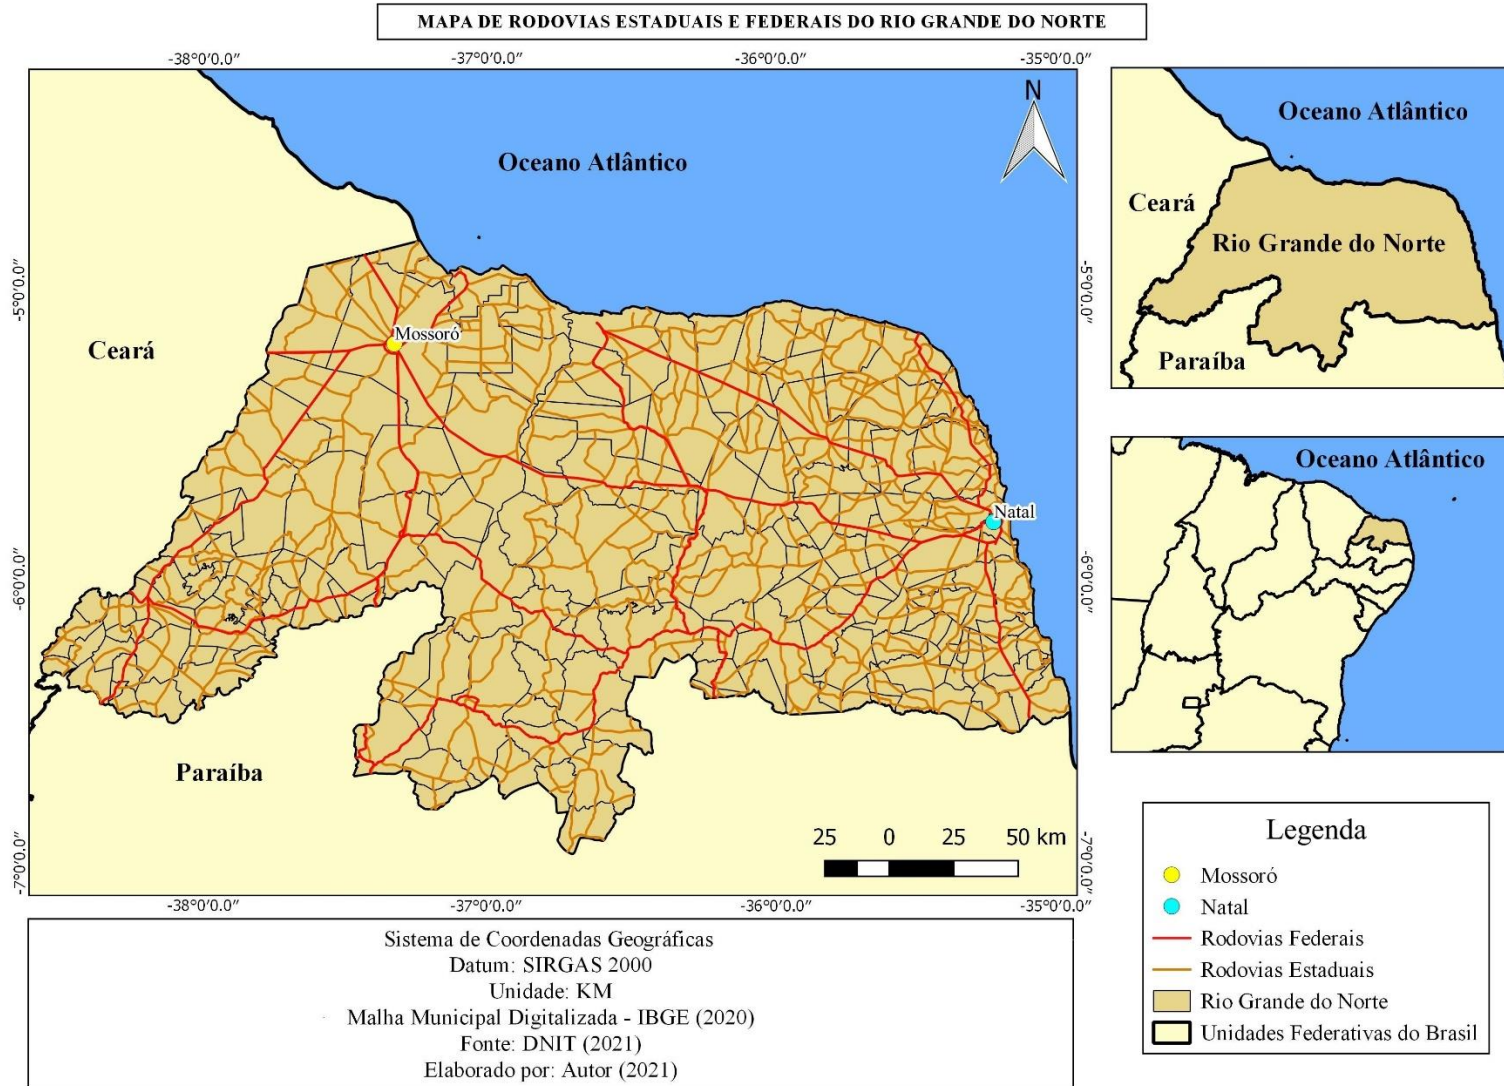 MAPA DE RODOVIAS ESTADUAIS E FEDERAIS DO RIO GRANDE DO NORTE
-38°0'0.0"
-37°0'0.0"
-36°0'0.0"
-35°0'0.0"
N
Oceano Atlântico
-5°0'0.0"
-5°0'0.0"
Mossoró
Ceará
Natal
-6°0'0.0"
-6°0'0.0"
Paraíba
25 0 25 50 km
-7°0'0.0"
-7°0'0.0"
-38°0'0.0"
-37°0'0.0"
-36°0'0.0"
-35°0'0.0"
Oceano Atlântico
Ceará
Rio Grande do Norte
Paraíba
Oceano Atlântico
Sistema de Coordenadas Geográficas
Datum: SIRGAS 2000
Unidade: KM
Malha Municipal Digitalizada - IBGE (2020)
Fonte: DNIT (2021)
Elaborado por: Autor (2021)
Legenda
Mossoró
Natal
Rodovias Federais
Rodovias Estaduais
Rio Grande do Norte
Unidades Federativas do Brasil